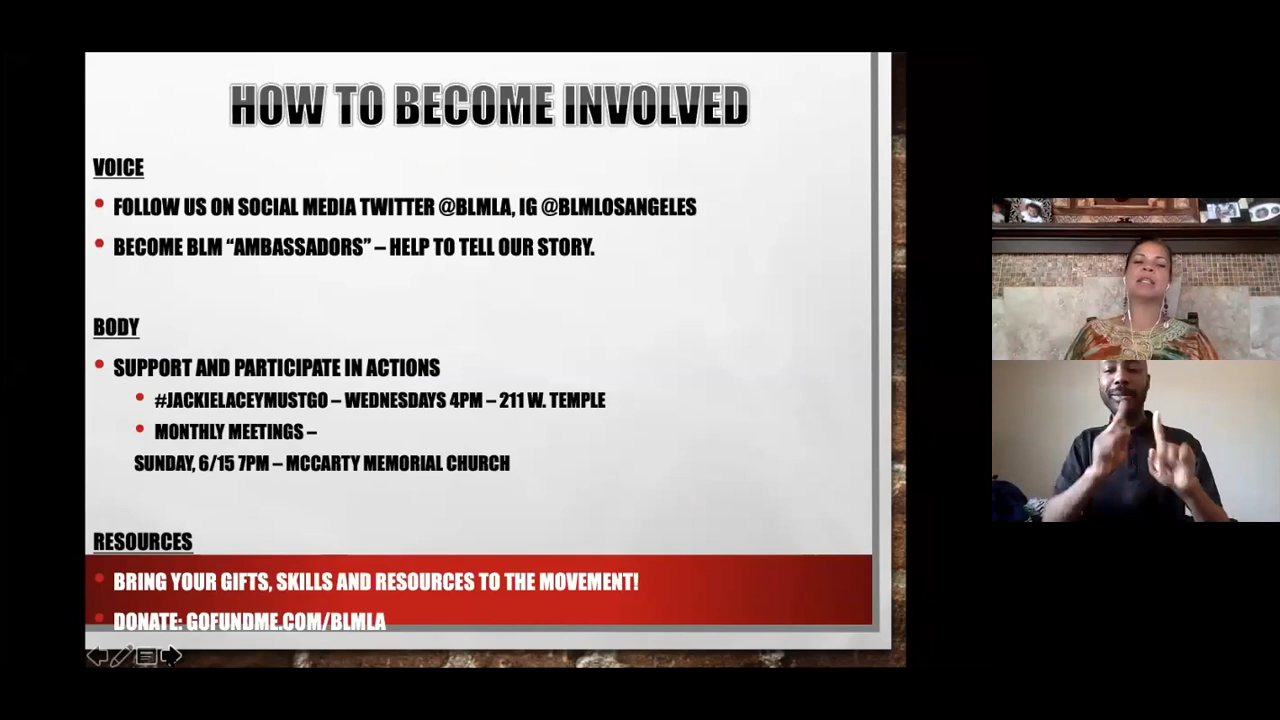 HOW TO BECOME INVOLVED
VOICE
• FOLLOW US ON SOCIAL MEDIA TWITTER @BLMLA, IG @BLMLOSANGELES
• BECOME BLM “AMBASSADORS” – HELP TO TELL OUR STORY.
BODY
• SUPPORT AND PARTICIPATE IN ACTIONS
• #JACKIELACEYMUSTGO – WEDNESDAYS 4PM – 211 W. TEMPLE
• MONTHLY MEETINGS –
SUNDAY, 6/15 7PM – MCCARTY MEMORIAL CHURCH
RESOURCES
• BRING YOUR GIFTS, SKILLS AND RESOURCES TO THE MOVEMENT!
• DONATE: GOFUNDME.COM/BLMLA